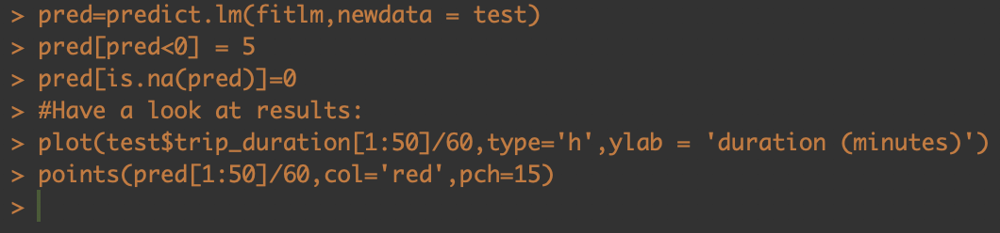 > pred=predict.lm(fitlm,newdata = test)
> pred[pred<0] = 5
> pred[is.na(pred)]=0
> #Have a look at results:
> plot(test$trip_duration[1:50]/60,type='h',ylab = 'duration (minutes)')
> points(pred[1:50]/60,col='red',pch=15)
>